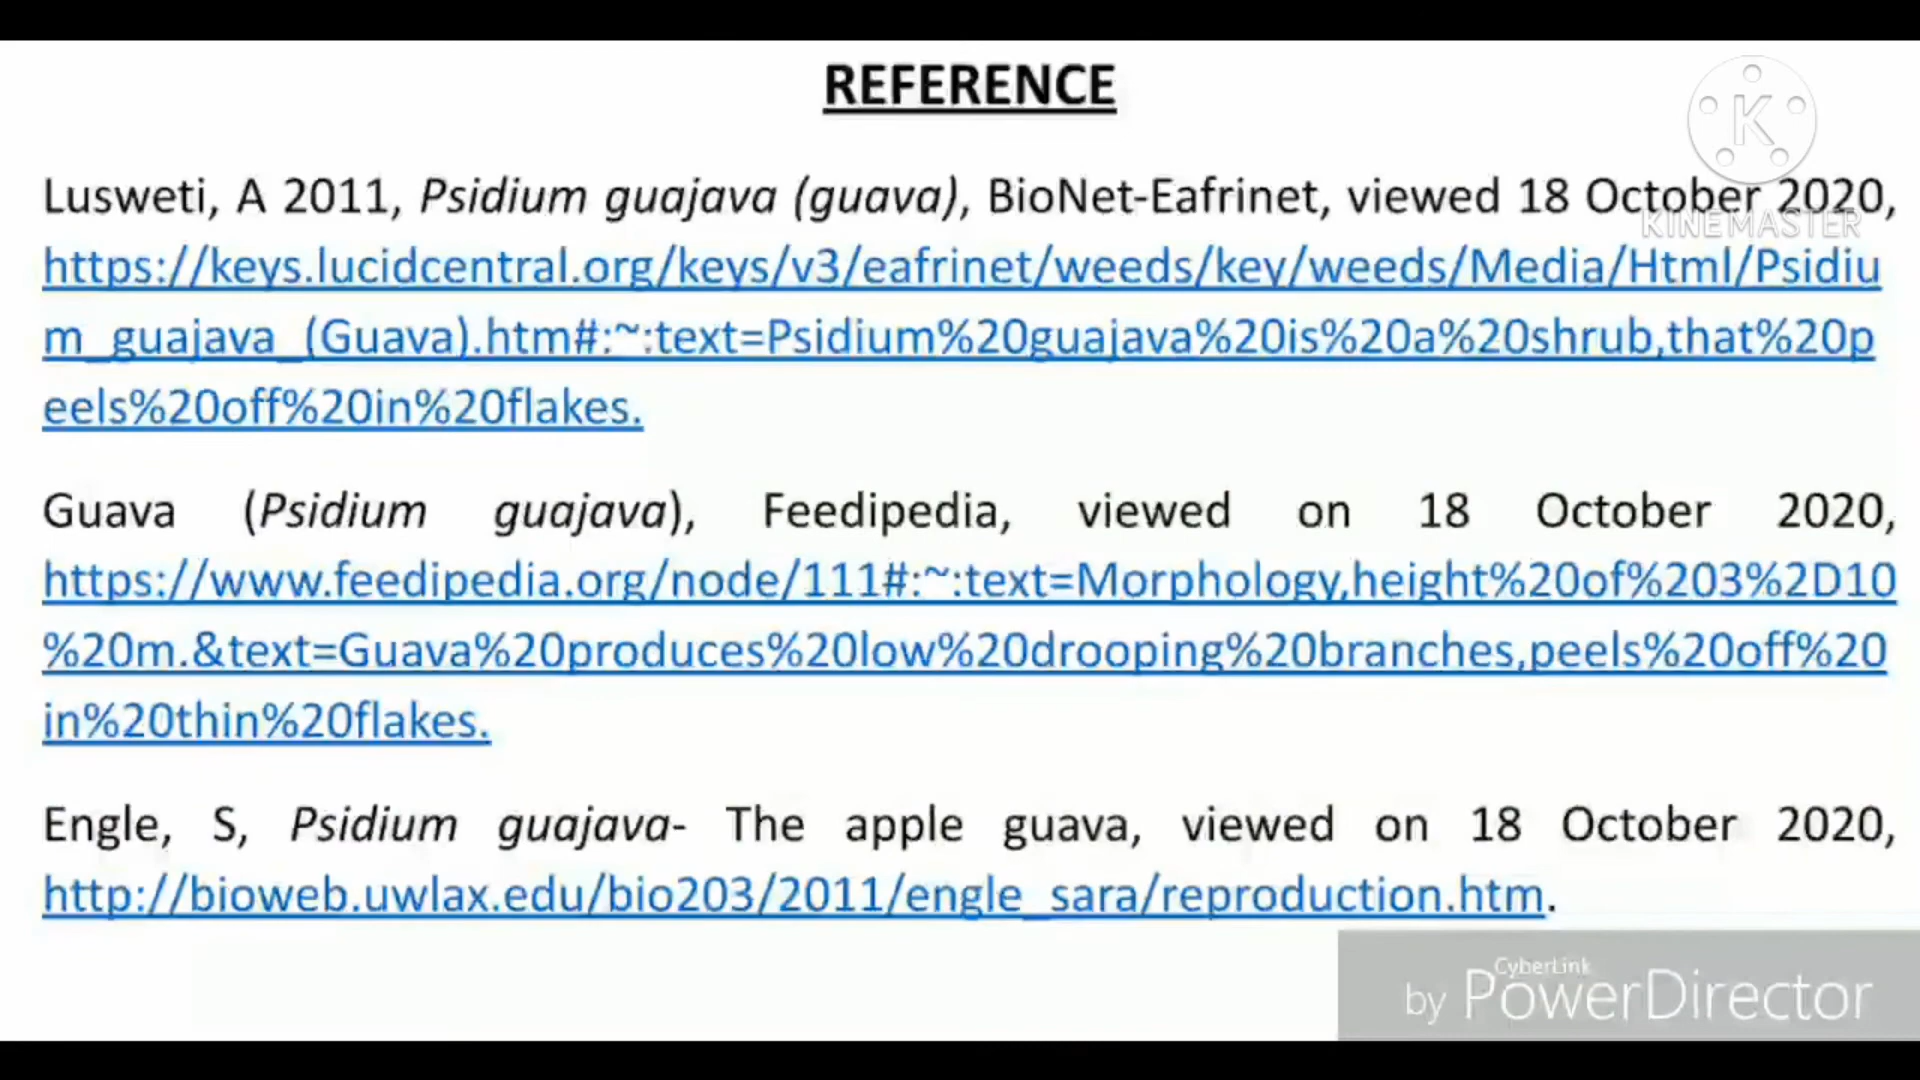 REFERENCE
K
KINEMASTER
Lusweti, A 2011, Psidium guajava (guava), BioNet-Eafrinet, viewed 18 October 2020,
https://keys.lucidcentral.org/keys/v3/eafrinet/weeds/key/weeds/Media/Html/Psidiu
m_guajava_(Guava).htm#:~:text=Psidium%20guajava%20is%20a%20shrub,that%20p
eels%20off%20in%20flakes.
Guava (Psidium guajava), Feedipedia, viewed on 18 October 2020,
https://www.feedipedia.org/node/111#:~:text=Morphology,height%20of%203%2D10
%20m.&text=Guava%20produces%20low%20drooping%20branches,peels%20off%20
in%20thin%20flakes.
Engle, S, Psidium guajava- The apple guava, viewed on 18 October 2020,
http://bioweb.uwlax.edu/bio203/2011/engle_sara/reproduction.htm.
CyberLink
by PowerDirector